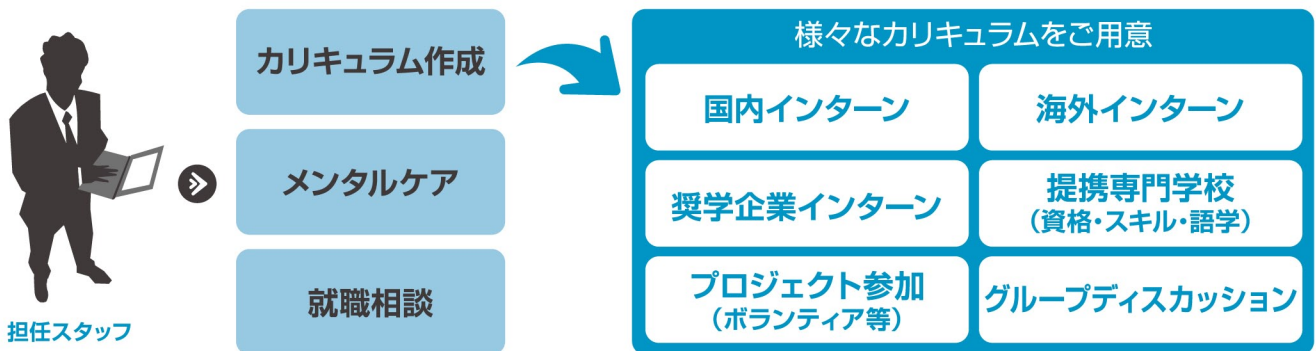 担任スタッフ
カリキュラム作成
メンタルケア
就職相談
様々なカリキュラムをご用意
国内インターン
海外インターン
奨学企業インターン
提携専門学校
（資格・スキル・語学）
プロジェクト参加
（ボランティア等）
グループディスカッション